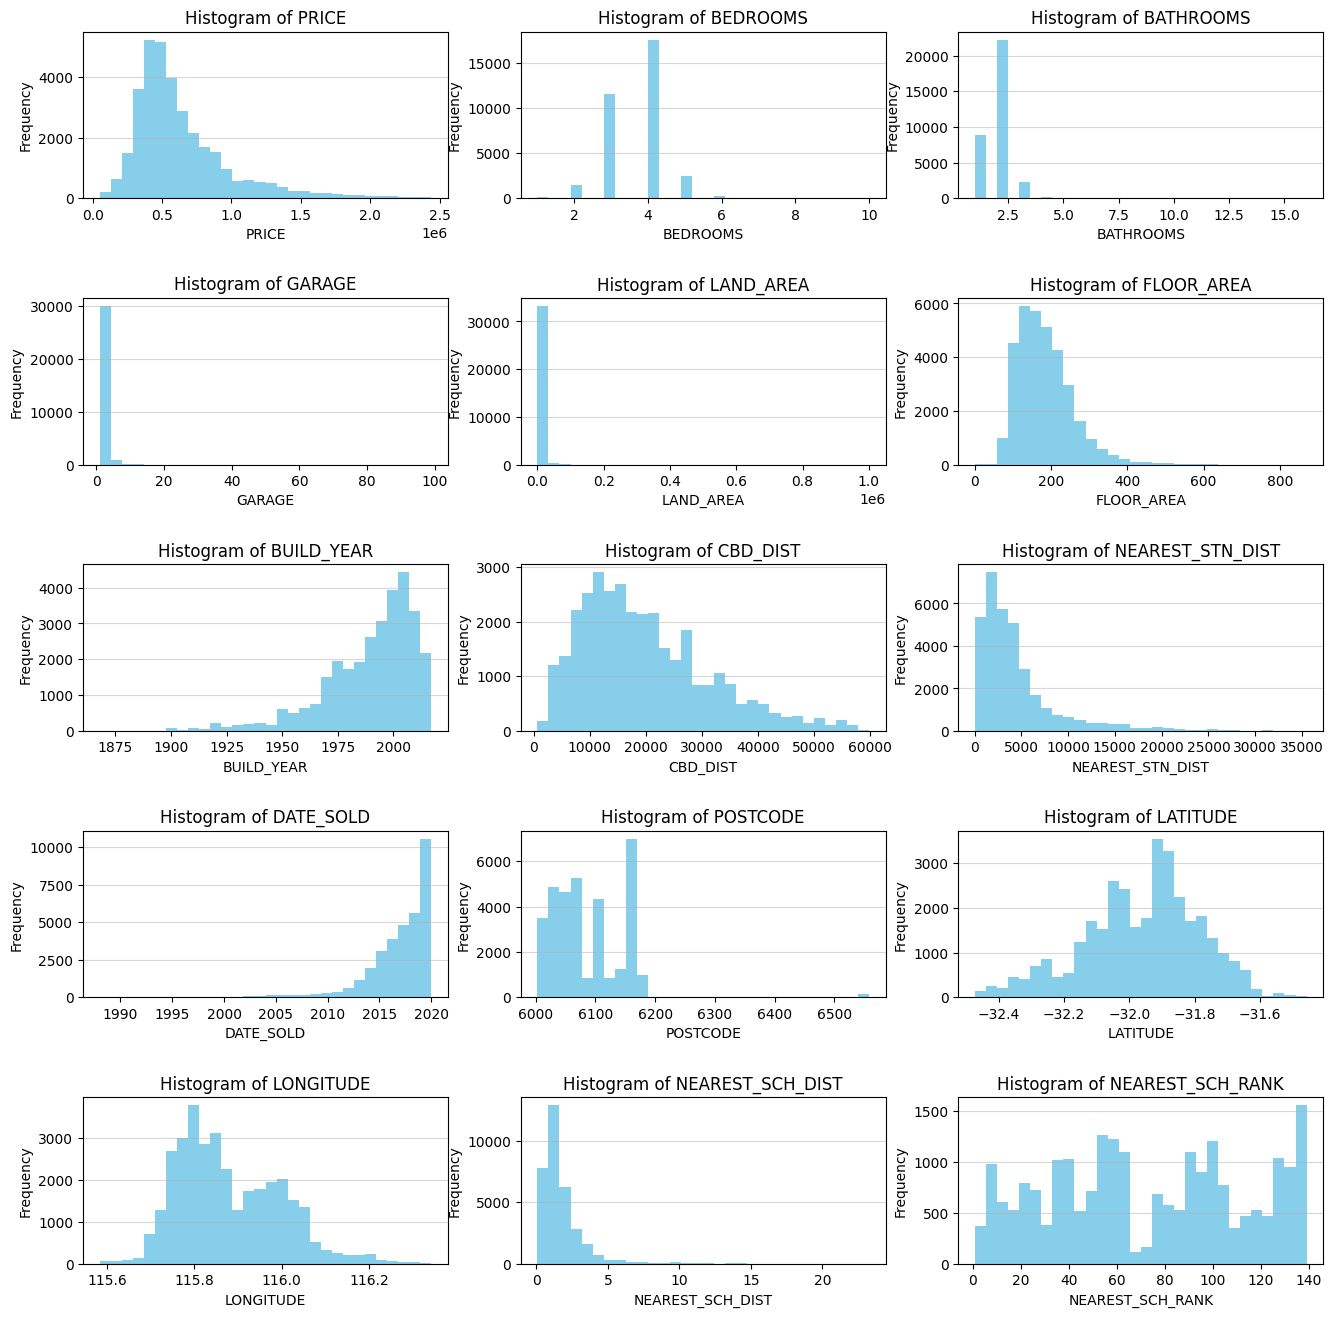 Histogram of PRICE
Frequency
4000
2000
0
0.0 0.5 1.0 1.5 2.0 2.5
1e6
PRICE
Histogram of BEDROOMS
Frequency
15000
10000
5000
0
2 4 6 8 10
BEDROOMS
Histogram of BATHROOMS
Frequency
20000
15000
10000
5000
0
2.5 5.0 7.5 10.0 12.5 15.0
BATHROOMS
Histogram of GARAGE
Frequency
30000
20000
10000
0
0 20 40 60 80 100
GARAGE
Histogram of LAND_AREA
Frequency
30000
20000
10000
0
0.0 0.2 0.4 0.6 0.8 1.0
1e6
LAND_AREA
Histogram of FLOOR_AREA
Frequency
6000
4000
2000
0
0 200 400 600 800
FLOOR_AREA
Histogram of BUILD_YEAR
Frequency
4000
3000
2000
1000
0
1875 1900 1925 1950 1975 2000
BUILD_YEAR
Histogram of CBD_DIST
Frequency
3000
2000
1000
0
0 10000 20000 30000 40000 50000 60000
CBD_DIST
Histogram of NEAREST_STN_DIST
Frequency
6000
4000
2000
0
0 5000 10000 15000 20000 25000 30000 35000
NEAREST_STN_DIST
Histogram of DATE_SOLD
Frequency
10000
7500
5000
2500
0
1990 1995 2000 2005 2010 2015 2020
DATE_SOLD
Histogram of POSTCODE
Frequency
6000
4000
2000
0
6000 6100 6200 6300 6400 6500
POSTCODE
Histogram of LATITUDE
Frequency
3000
2000
1000
0
−32.4 −32.2 −32.0 −31.8 −31.6
LATITUDE
Histogram of LONGITUDE
Frequency
3000
2000
1000
0
115.6 115.8 116.0 116.2
LONGITUDE
Histogram of NEAREST_SCH_DIST
Frequency
10000
5000
0
0 5 10 15 20
NEAREST_SCH_DIST
Histogram of NEAREST_SCH_RANK
Frequency
1500
1000
500
0
0 20 40 60 80 100 120 140
NEAREST_SCH_RANK